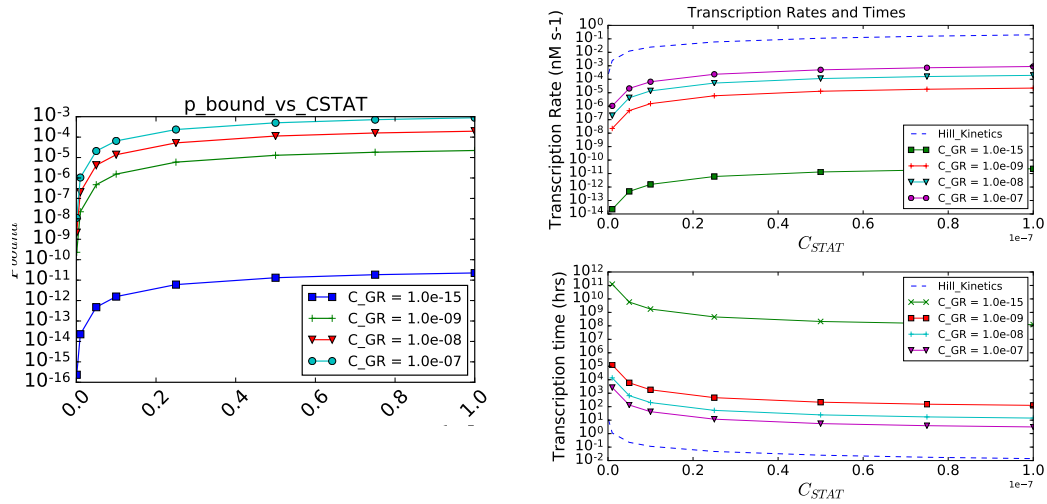 p_bound_vs_CSTAT
10^-3
10^-4
10^-5
10^-6
10^-7
10^-8
10^-9
10^-10
10^-11
10^-12
10^-13
10^-14
10^-15
10^-16
C_GR = 1.0e-15
C_GR = 1.0e-09
C_GR = 1.0e-08
C_GR = 1.0e-07
0.0 0.2 0.4 0.6 0.8 1.0
Transcription Rates and Times
Transcription Rate (nM s-1)
10^0
10^-1
10^-2
10^-3
10^-4
10^-5
10^-6
10^-7
10^-8
10^-9
10^-10
10^-11
10^-12
10^-13
10^-14
Hill_Kinetics
C_GR = 1.0e-15
C_GR = 1.0e-09
C_GR = 1.0e-08
C_GR = 1.0e-07
0.0 0.2 0.4 0.6 0.8 1.0
1e-7
C_STAT
Transcription time (hrs)
10^12
10^11
10^10
10^9
10^8
10^7
10^6
10^5
10^4
10^3
10^2
10^1
10^0
10^-1
10^-2
Hill_Kinetics
C_GR = 1.0e-15
C_GR = 1.0e-09
C_GR = 1.0e-08
C_GR = 1.0e-07
0.0 0.2 0.4 0.6 0.8 1.0
1e-7
C_STAT